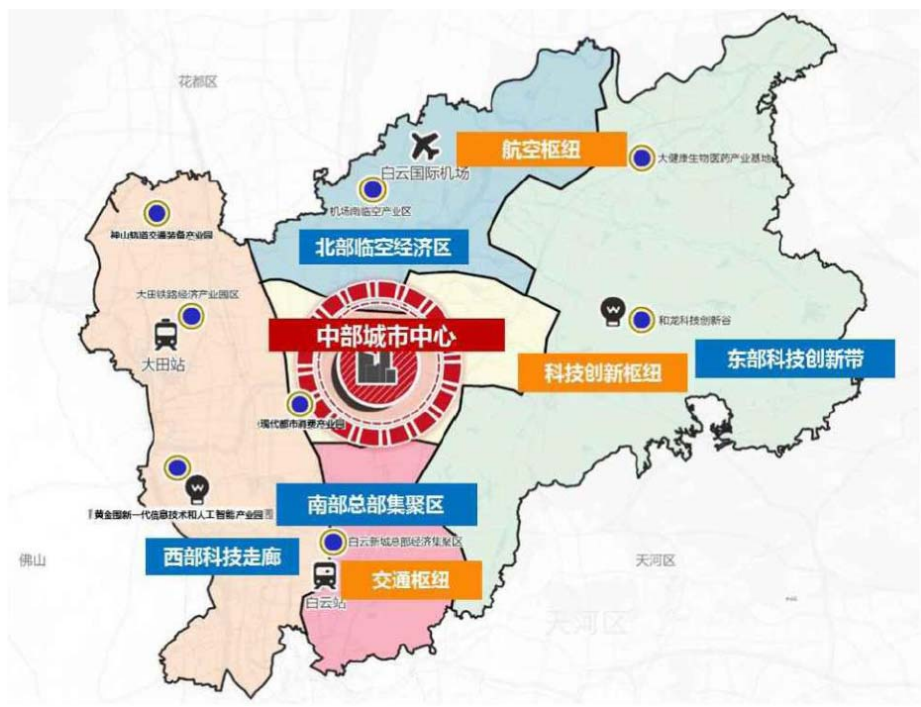 花都区
航空枢纽
大健康生物医药产业基地
白云国际机场
机场南临空产业区
神山轨道交通装备产业园
北部临空经济区
大田铁路经济产业园区
和龙科技创新谷
中部城市中心
大田站
科技创新枢纽
东部科技创新带
现代都市消费产业园
南部总部集聚区
黄金围新一代信息技术和人工智能产业园
白云新城总部经济集聚区
西部科技走廊
佛山
天河区
交通枢纽
白云站
天河区